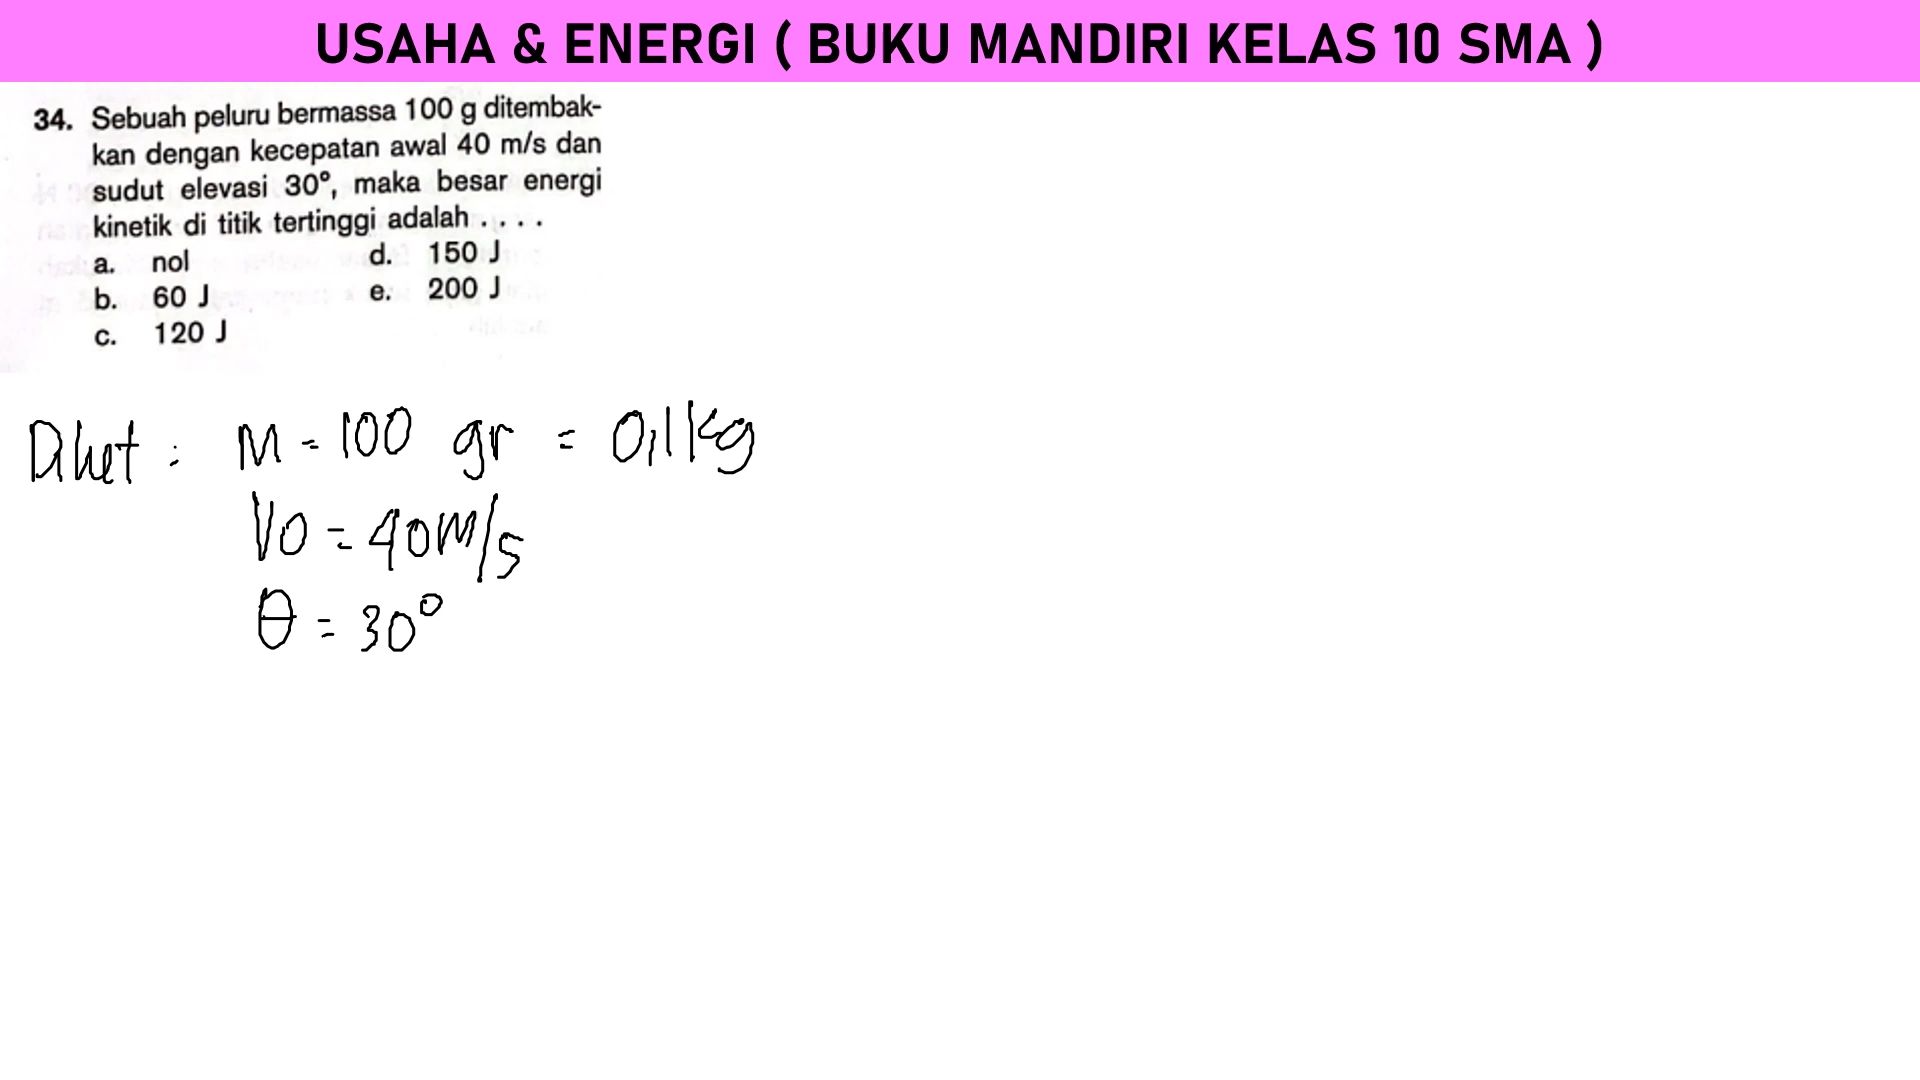 USAHA & ENERGI ( BUKU MANDIRI KELAS 10 SMA )
34. Sebuah peluru bermassa 100 g ditembak-
kan dengan kecepatan awal 40 m/s dan
sudut elevasi 30°, maka besar energi
kinetik di titik tertinggi adalah . . . .
a. nol
b. 60 J
c. 120 J
d. 150 J
e. 200 J
Dket : M = 100 gr = 0,1 kg
Vo = 40 m/s
θ = 30°